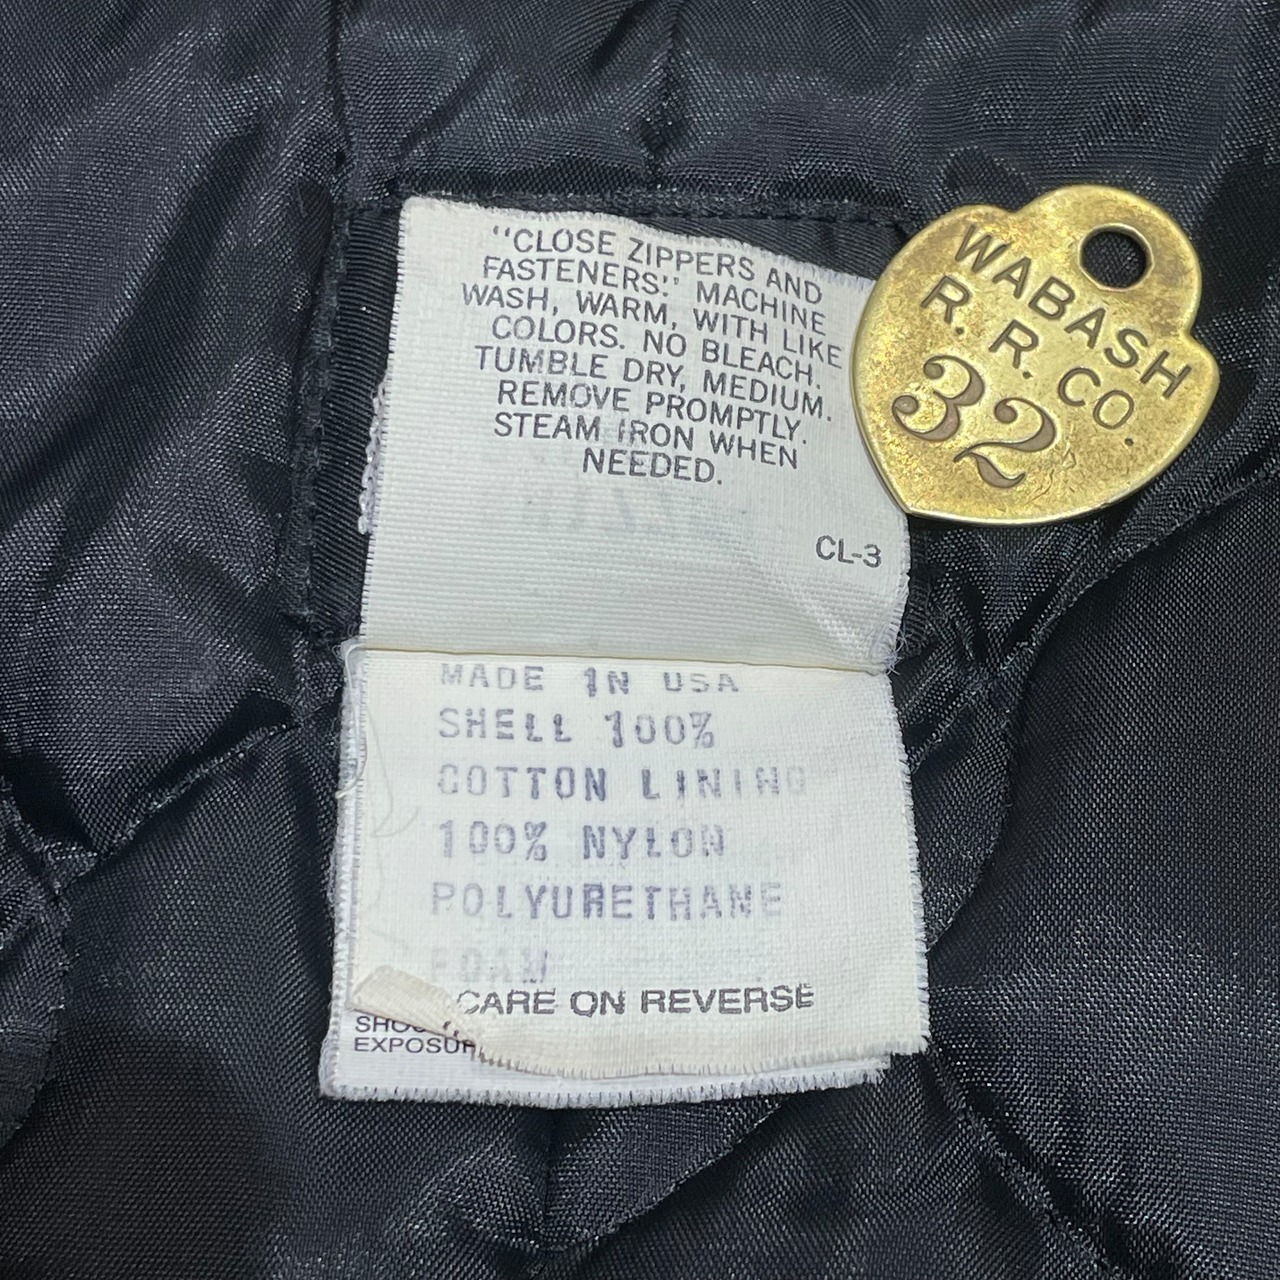 "CLOSE ZIPPERS AND
FASTENERS." MACHINE
WASH, WARM, WITH LIKE
COLORS. NO BLEACH.
TUMBLE DRY, MEDIUM.
REMOVE PROMPTLY.
STEAM IRON WHEN
NEEDED.
CL-3
WABASH
R. R. CO.
32
MADE IN USA
SHELL 100%
COTTON LINING
100% NYLON
POLYURETHANE
FOAM
CARE ON REVERSE